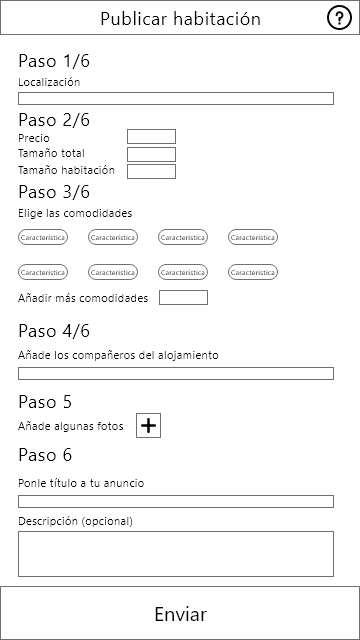 Publicar habitación ?
Paso 1/6
Localización
Paso 2/6
Precio
Tamaño total
Tamaño habitación
Paso 3/6
Elige las comodidades
Característica Característica Característica Característica
Característica Característica Característica Característica
Añadir más comodidades
Paso 4/6
Añade los compañeros del alojamiento
Paso 5
Añade algunas fotos +
Paso 6
Ponle título a tu anuncio
Descripción (opcional)
Enviar